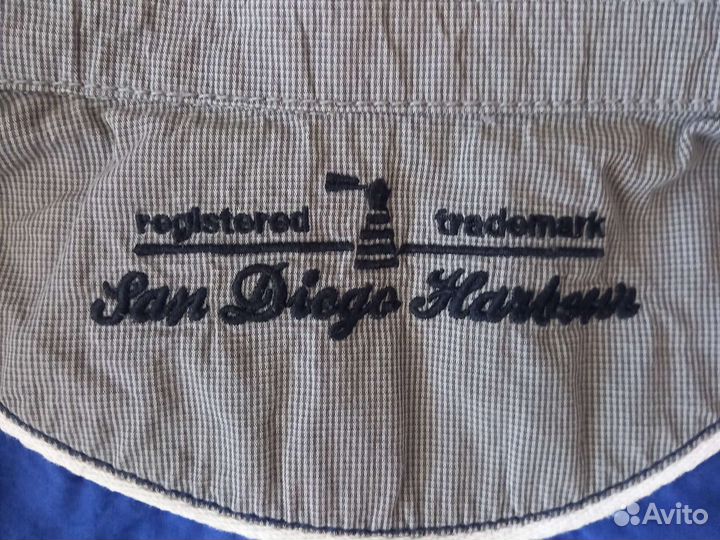 registered trademark
San Diego Harbour
Avito